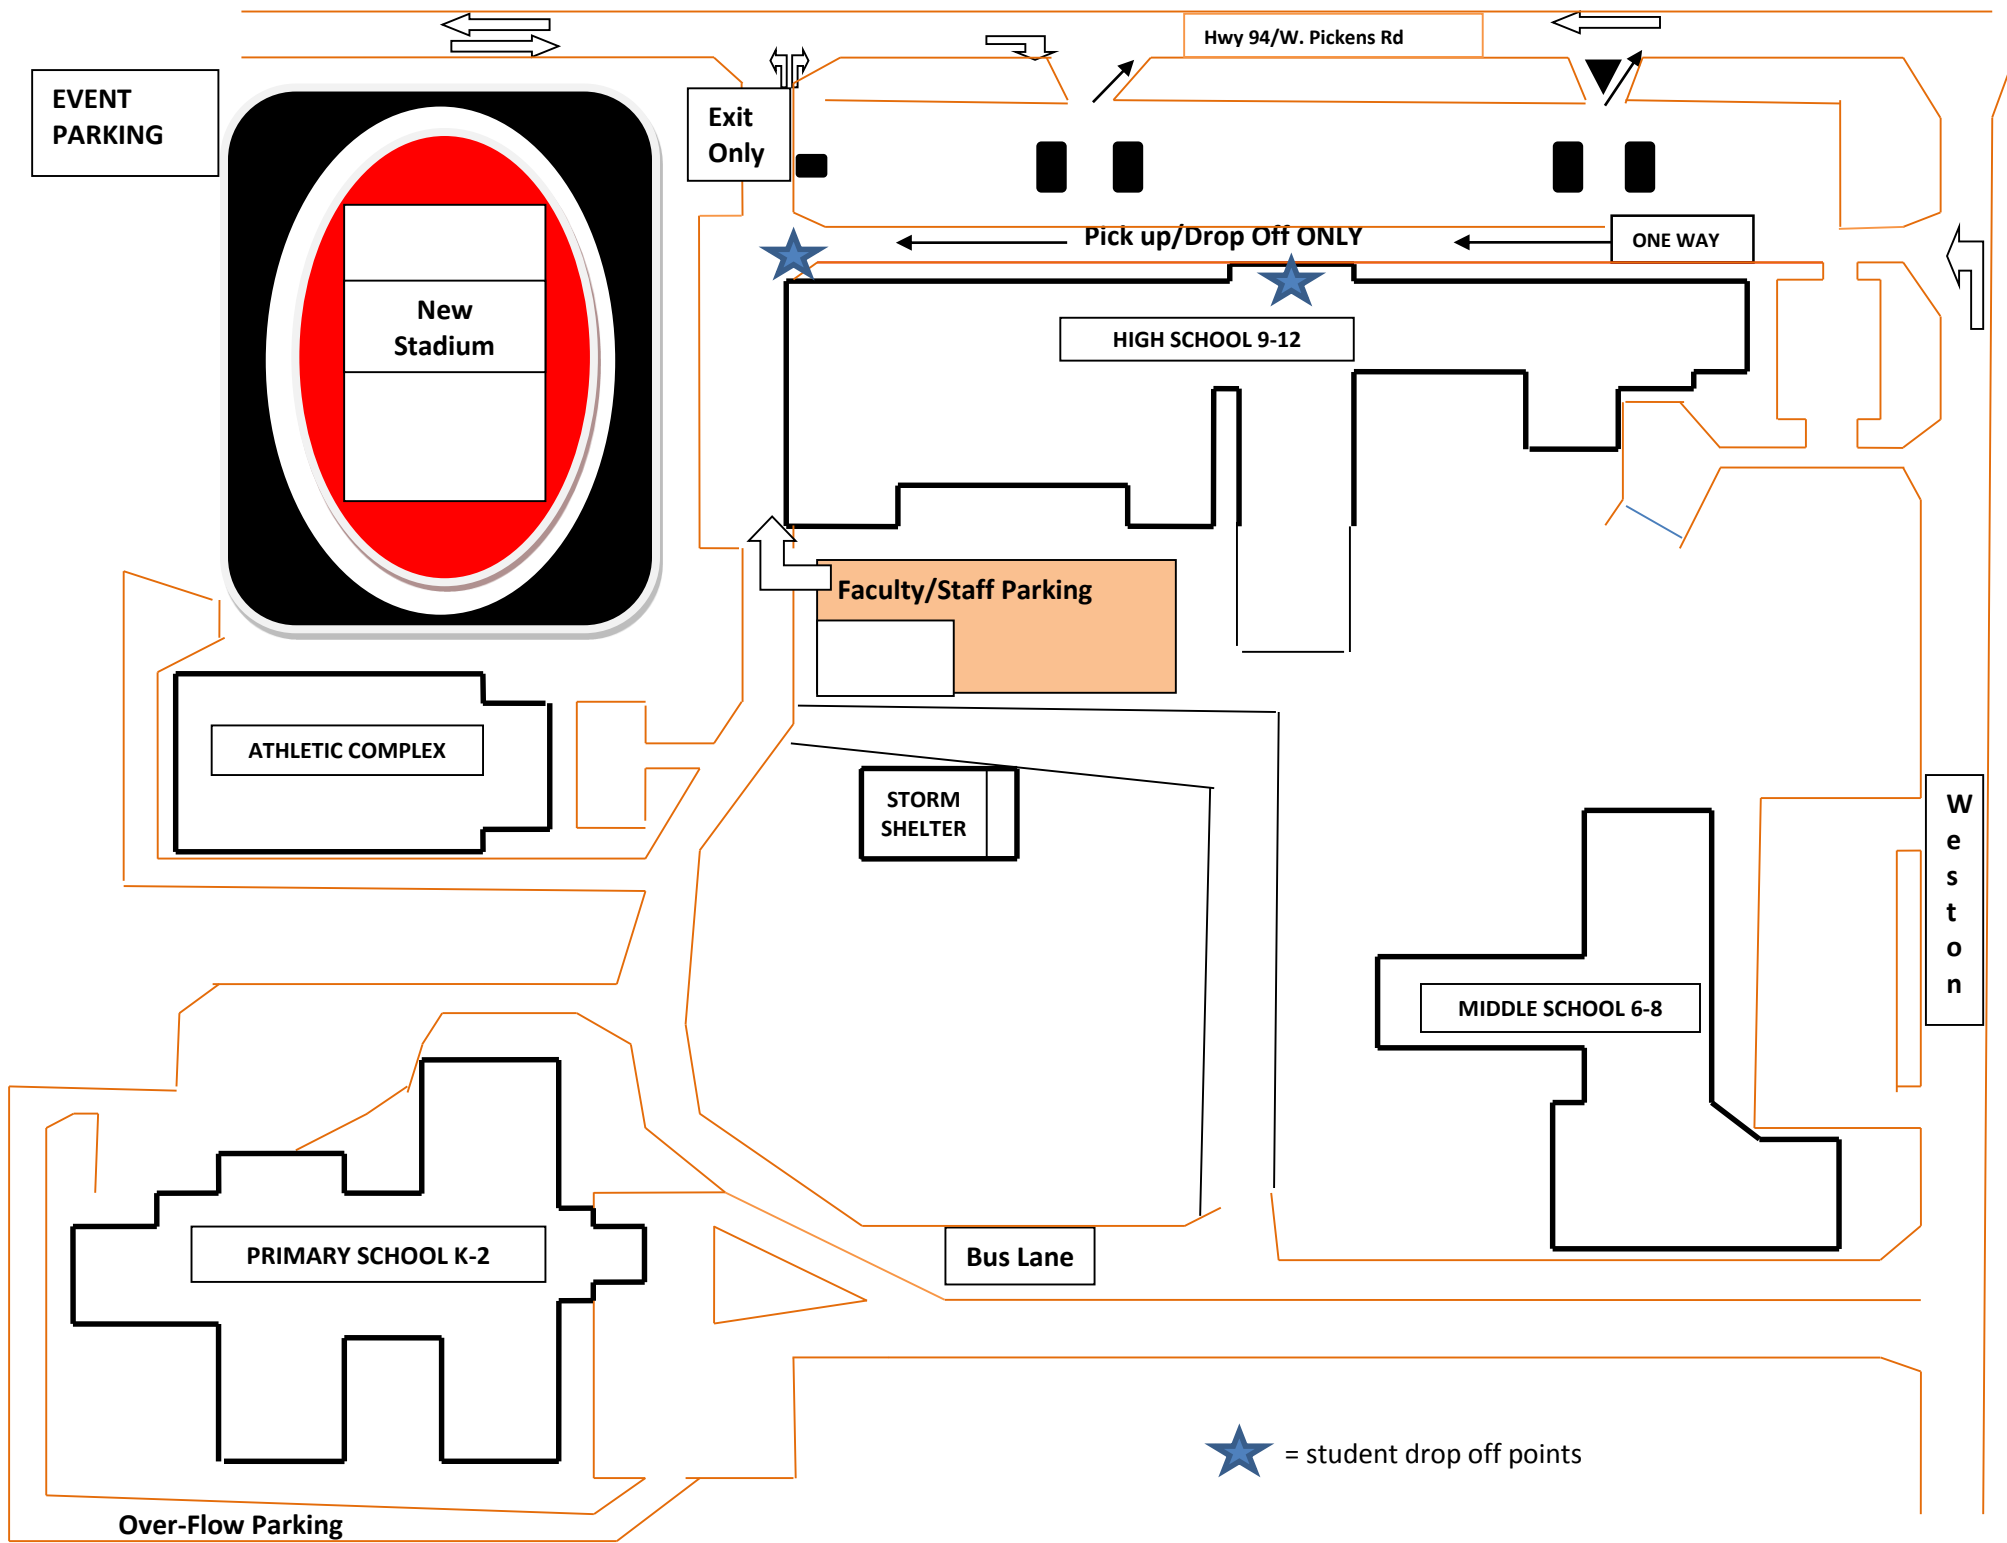 Hwy 94/W. Pickens Rd
EVENT
PARKING
Exit
Only
Pick up/Drop Off ONLY
ONE WAY
New
Stadium
HIGH SCHOOL 9-12
Faculty/Staff Parking
ATHLETIC COMPLEX
STORM
SHELTER
W
e
s
t
o
n
MIDDLE SCHOOL 6-8
PRIMARY SCHOOL K-2
Bus Lane
= student drop off points
Over-Flow Parking